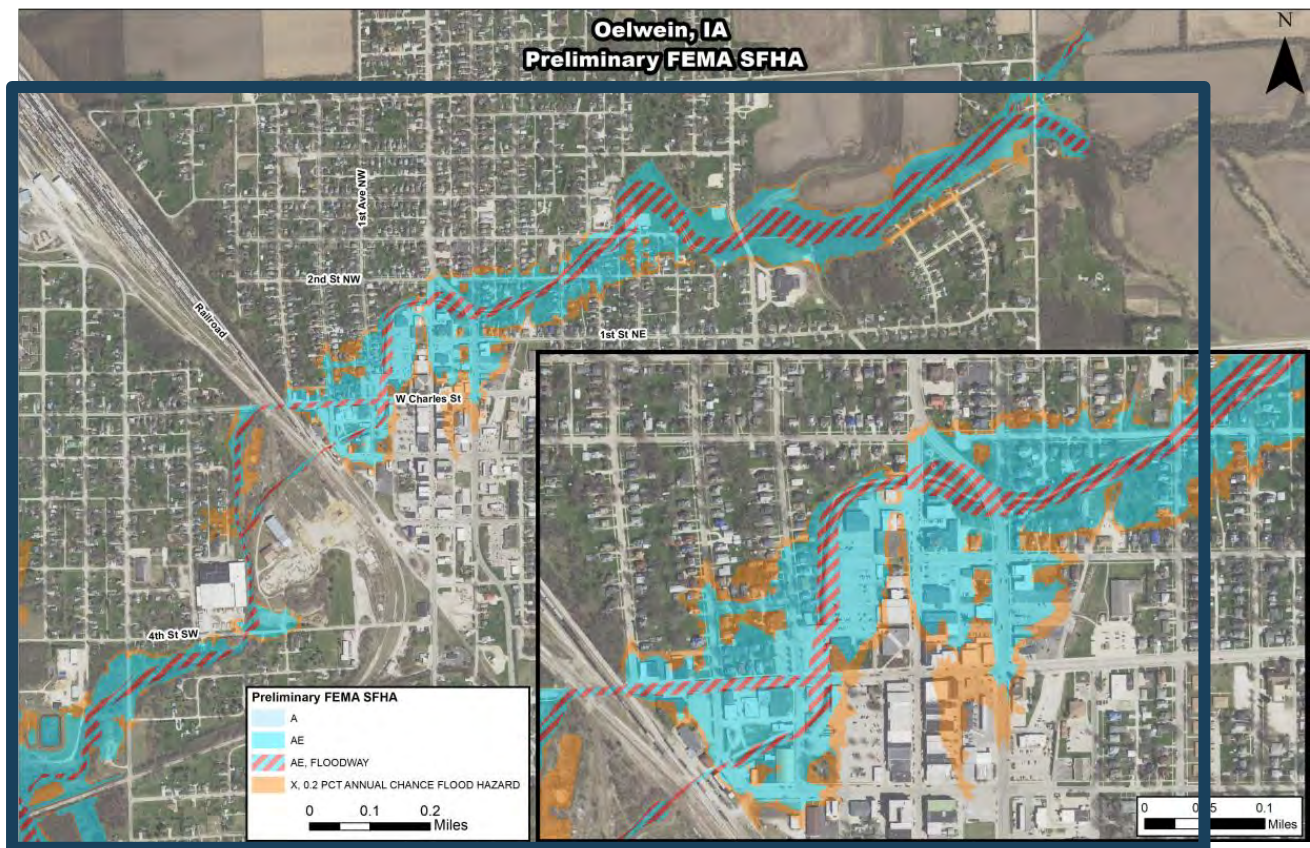 Oelwein, IA
Preliminary FEMA SFHA
N
1st Ave NW
2nd St NW
Railroad
1st St NE
W Charles St
4th St SW
Preliminary FEMA SFHA
A
AE
AE, FLOODWAY
X, 0.2 PCT ANNUAL CHANCE FLOOD HAZARD
0 0.1 0.2
Miles
0 0.1
Miles